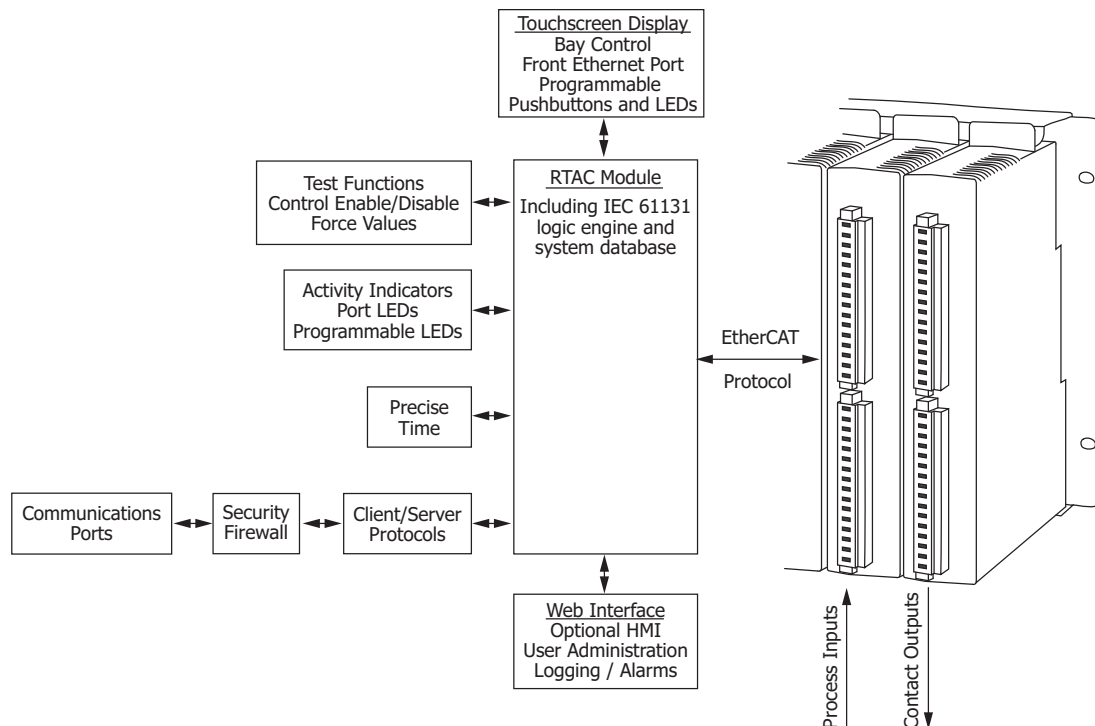 Touchscreen Display
Bay Control
Front Ethernet Port
Programmable
Pushbuttons and LEDs
Test Functions
Control Enable/Disable
Force Values
RTAC Module
Including IEC 61131
logic engine and
system database
Activity Indicators
Port LEDs
Programmable LEDs
EtherCAT
Protocol
Precise
Time
Communications
Ports
Security
Firewall
Client/Server
Protocols
Web Interface
Optional HMI
User Administration
Logging / Alarms
Process Inputs
Contact Outputs